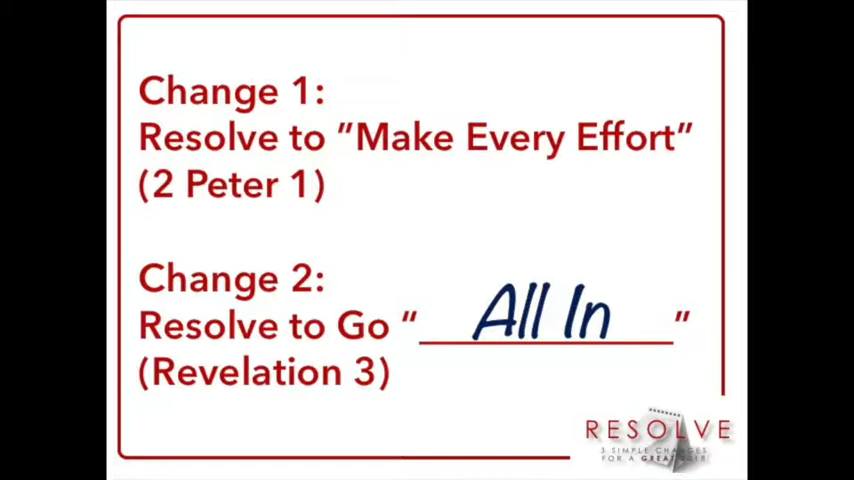 Change 1:
Resolve to ”Make Every Effort”
(2 Peter 1)
Change 2:
Resolve to Go “ All In ”
(Revelation 3)
RESOLVE
3 SIMPLE CHANGES
FOR A GREAT 2018